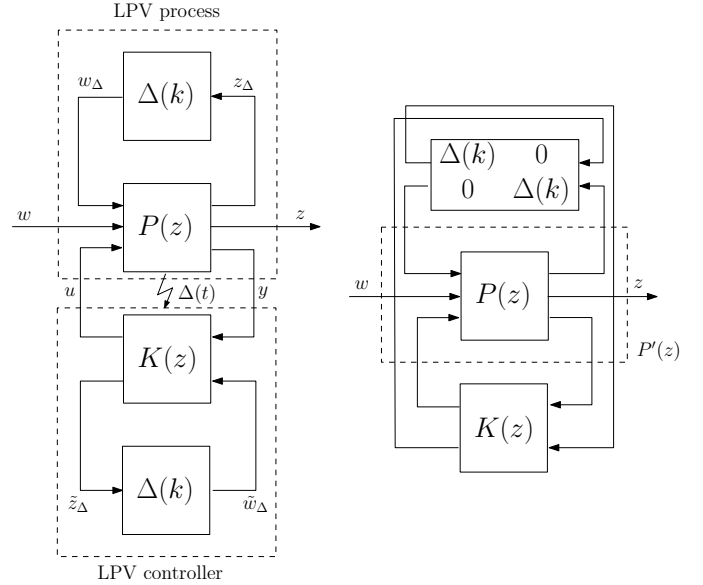 LPV process
w_Δ
Δ(k)
z_Δ
w
P(z)
z
u
Δ(t)
y
K(z)
z̃_Δ
Δ(k)
w̃_Δ
LPV controller
Δ(k) 0
0 Δ(k)
w
P(z)
z
P′(z)
K(z)